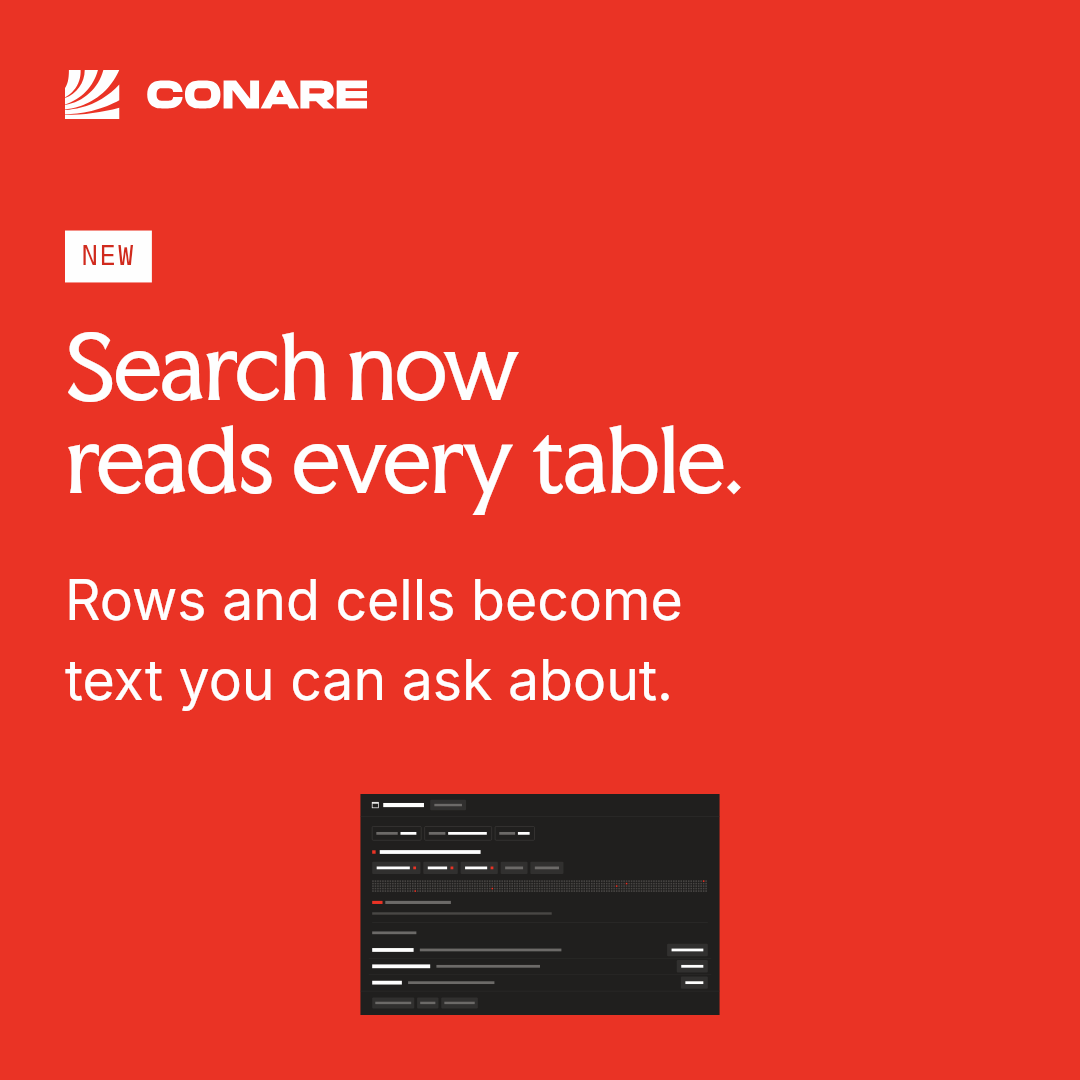 CONARE
NEW
Search now
reads every table.
Rows and cells become
text you can ask about.